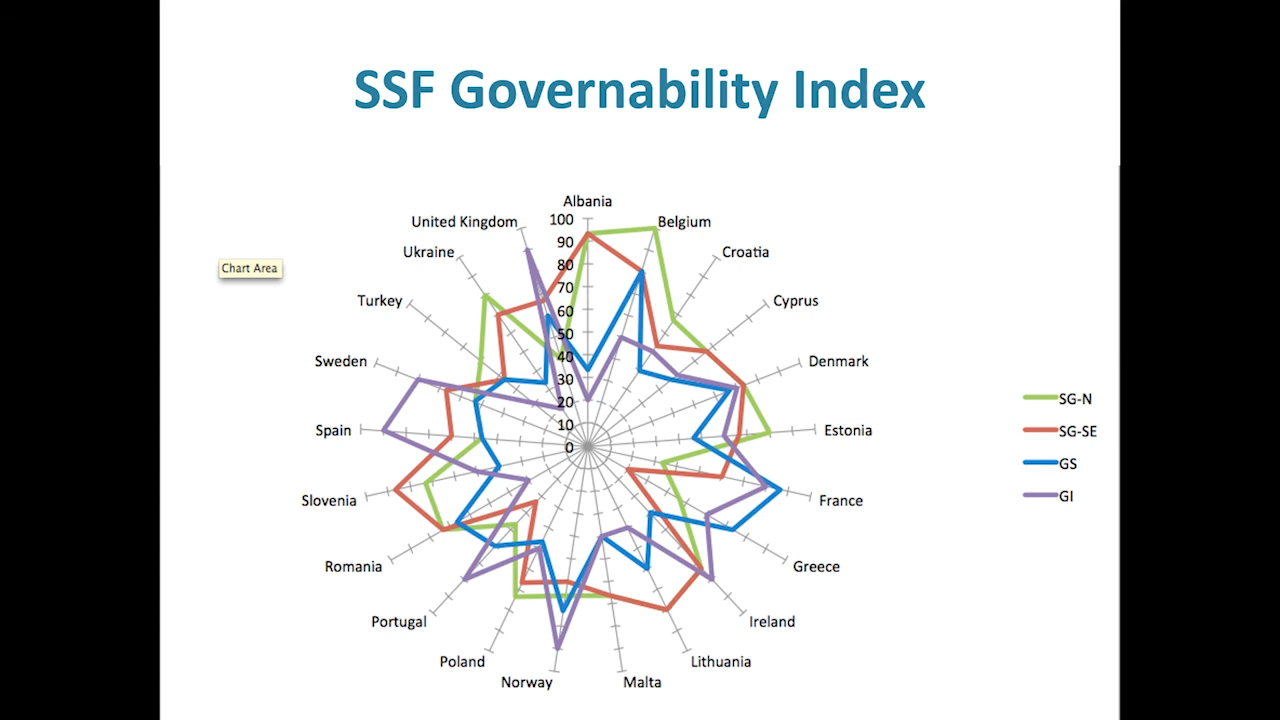 SSF Governability Index
Albania
United Kingdom
Belgium
Ukraine
Croatia
Turkey
Cyprus
Sweden
Denmark
Spain
Estonia
Slovenia
France
Romania
Greece
Portugal
Ireland
Poland
Lithuania
Norway
Malta
100
90
80
70
60
50
40
30
20
10
0
Chart Area
SG-N
SG-SE
GS
GI